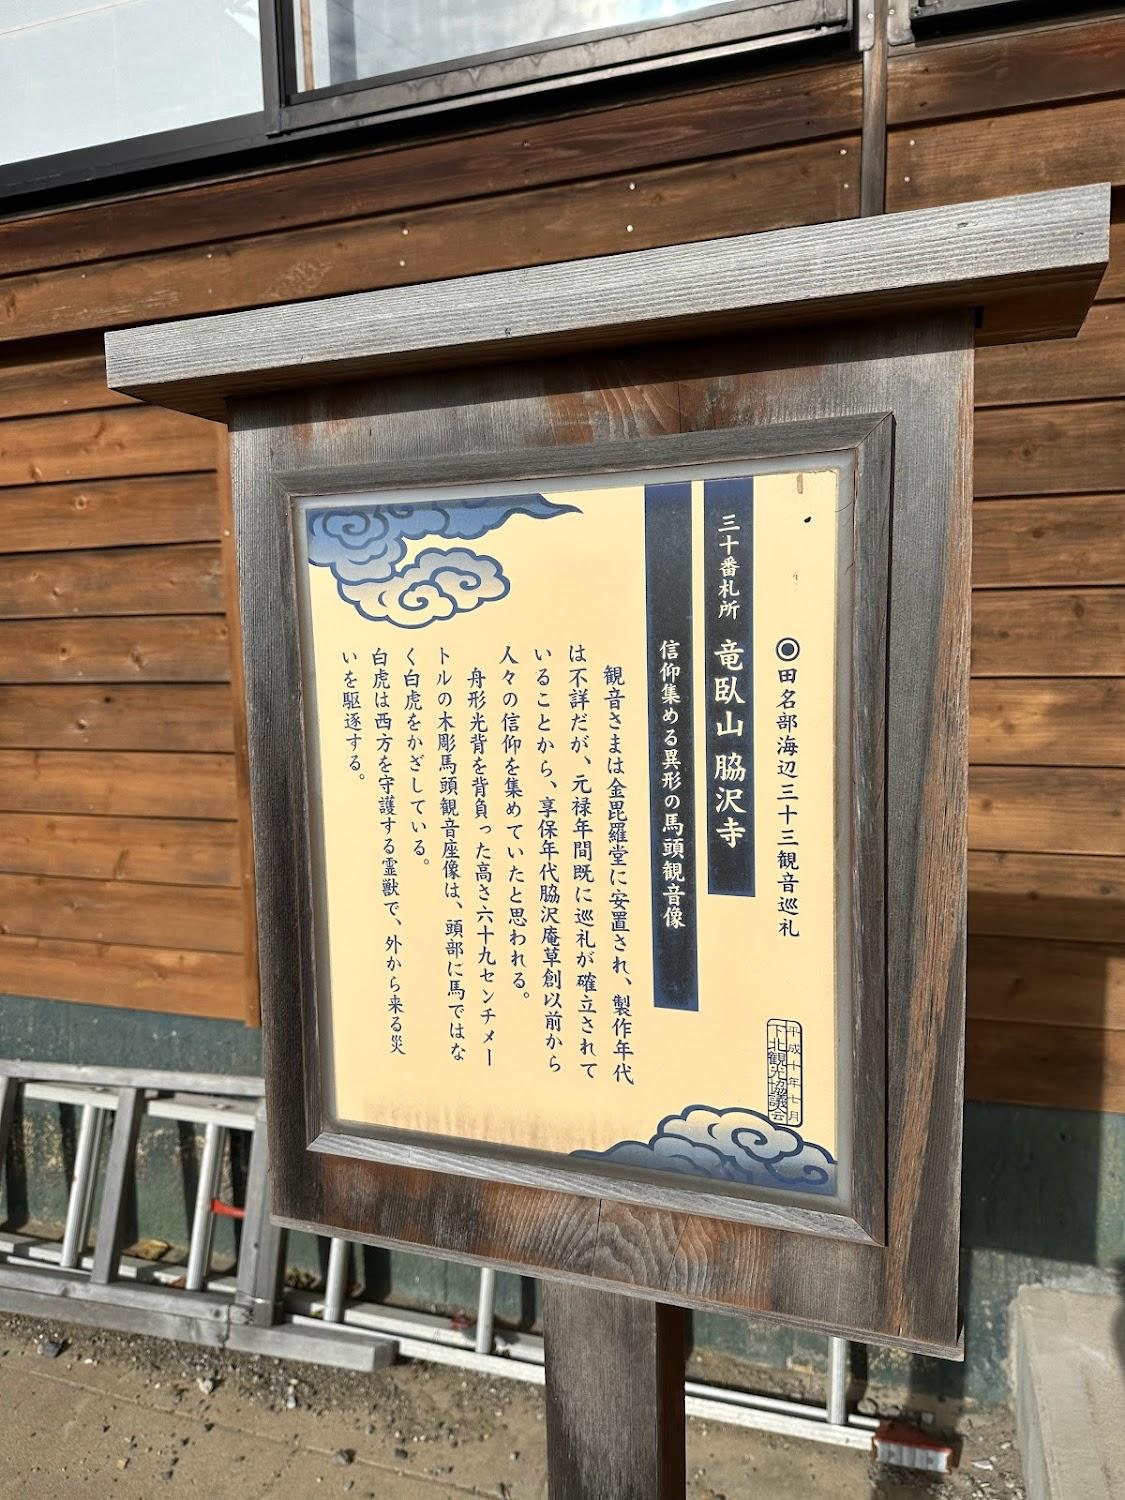 ◉田名部海辺三十三観音巡礼
三十番札所 竜臥山 脇沢寺
信仰集める異形の馬頭観音像
観音さまは金毘羅堂に安置され、製作年代
は不詳だが、元禄年間既に巡礼が確立されて
いることから、享保年代脇沢庵草創以前から
人々の信仰を集めていたと思われる。
舟形光背を背負った高さ六十九センチメー
トルの木彫馬頭観音座像は、頭部に馬ではな
く白虎をかざしている。
白虎は西方を守護する霊獣で、外から来る災
いを駆逐する。
平成十年七月
下北観光協議会